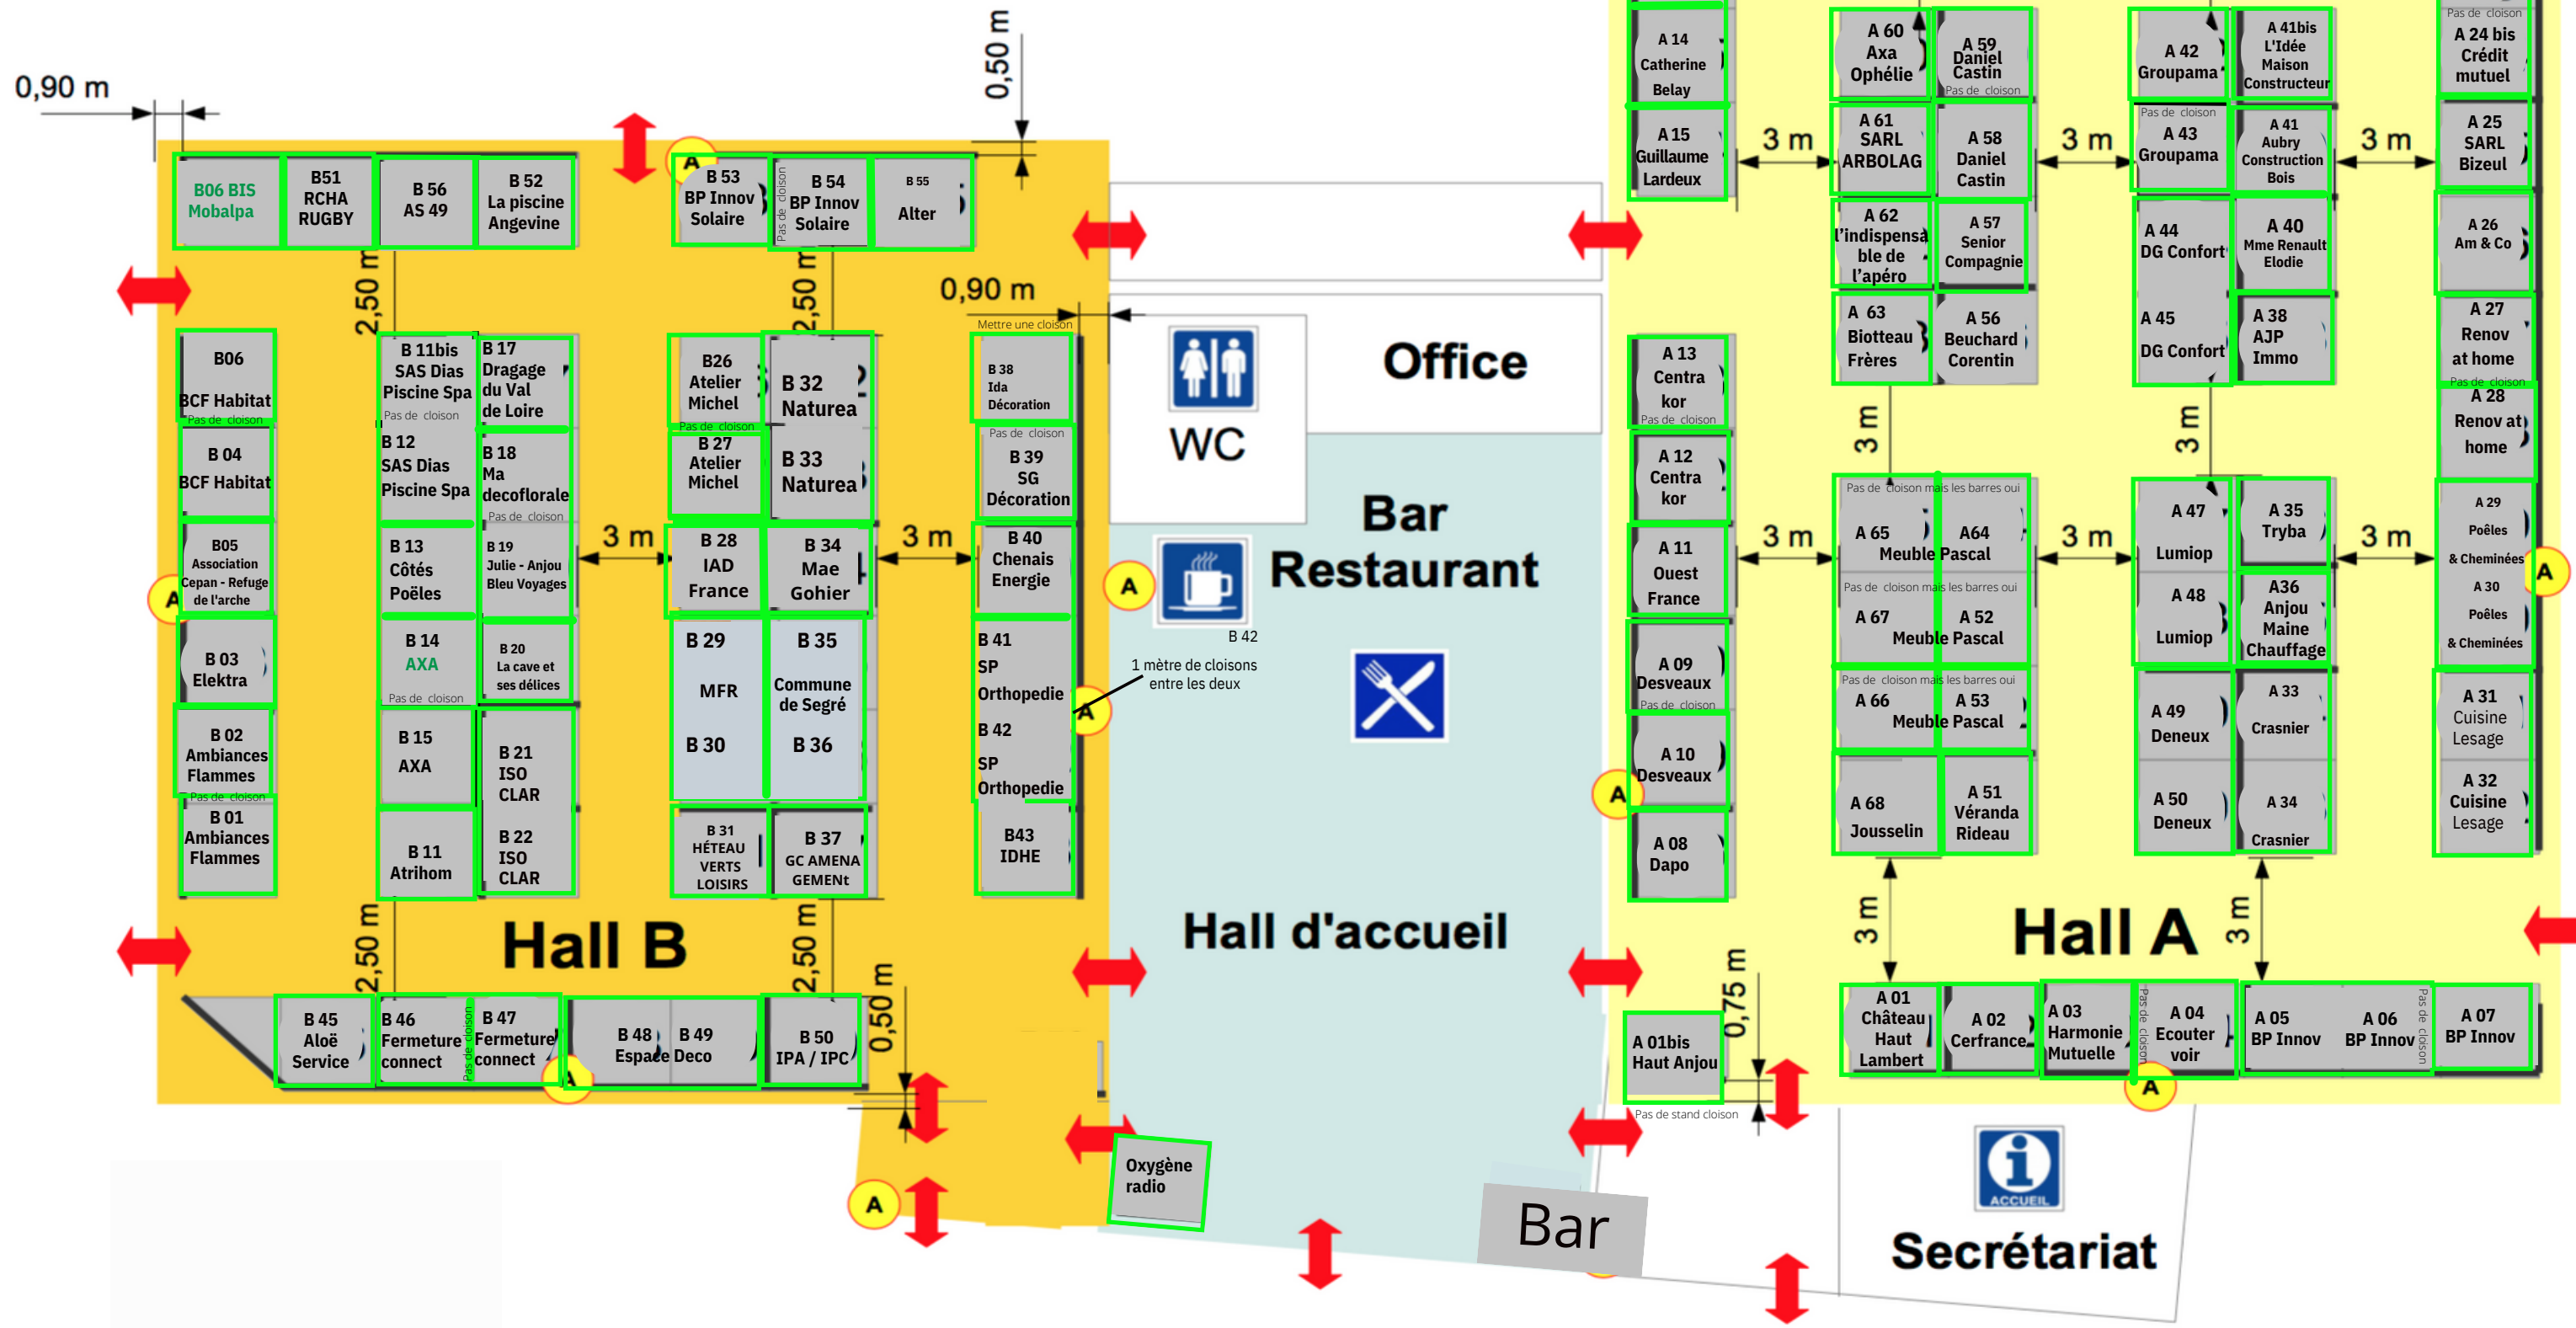 0,90 m
0,50 m
A
B06 BIS
Mobalpa
B51
RCHA
RUGBY
B 56
AS 49
B 52
La piscine
Angevine
B 53
BP Innov
Solaire
Pas de cloison
B 54
BP Innov
Solaire
B 55
Alter
2,50 m
2,50 m
0,90 m
Mettre une cloison
B06
BCF Habitat
Pas de cloison
B 04
BCF Habitat
B05
Association
Cepan - Refuge
de l'arche
A
B 03
Elektra
B 02
Ambiances
Flammes
Pas de cloison
B 01
Ambiances
Flammes
B 11bis
SAS Dias
Piscine Spa
Pas de cloison
B 12
SAS Dias
Piscine Spa
B 13
Côtés
Poëles
B 14
AXA
Pas de cloison
B 15
AXA
B 11
Atrihom
B 17
Dragage
du Val
de Loire
B 18
Ma
decoflorale
Pas de cloison
B 19
Julie - Anjou
Bleu Voyages
B 20
La cave et
ses délices
B 21
ISO
CLAR
B 22
ISO
CLAR
3 m
B26
Atelier
Michel
Pas de cloison
B 27
Atelier
Michel
B 28
IAD
France
B 29
MFR
B 30
B 31
HÉTEAU
VERTS
LOISIRS
B 32
Naturea
B 33
Naturea
B 34
Mae
Gohier
B 35
Commune
de Segré
B 36
B 37
GC AMENA
GEMENt
3 m
B 38
Ida
Décoration
Pas de cloison
B 39
SG
Décoration
B 40
Chenais
Energie
B 41
SP
Orthopedie
B 42
SP
Orthopedie
A
B43
IDHE
Hall B
2,50 m
2,50 m
0,50 m
B 45
Aloë
Service
B 46
Fermeture
connect
Pas de cloison
B 47
Fermeture
connect
A
B 48
B 49
Espace Deco
B 50
IPA / IPC
A
WC
Office
Bar
Restaurant
A
B 42
1 mètre de cloisons
entre les deux
Hall d'accueil
Oxygène
radio
Bar
A 14
Catherine
Belay
A 15
Guillaume
Lardeux
3 m
A 60
Axa
Ophélie
A 59
Daniel
Castin
Pas de cloison
A 61
SARL
ARBOLAG
A 58
Daniel
Castin
A 62
l'indispensa
ble de
l'apéro
A 57
Senior
Compagnie
A 63
Biotteau
Frères
A 56
Beuchard
Corentin
3 m
A 42
Groupama
A 41bis
L'Idée
Maison
Constructeur
Pas de cloison
A 43
Groupama
A 41
Aubry
Construction
Bois
A 44
DG Confort
A 40
Mme Renault
Elodie
A 45
DG Confort
A 38
AJP
Immo
3 m
Pas de cloison
A 24 bis
Crédit
mutuel
A 25
SARL
Bizeul
A 26
Am & Co
A 27
Renov
at home
Pas de cloison
A 28
Renov at
home
A 29
Poêles
& Cheminées
A 30
Poêles
& Cheminées
A
A 31
Cuisine
Lesage
A 32
Cuisine
Lesage
3 m
3 m
A 13
Centra
kor
Pas de cloison
A 12
Centra
kor
A 11
Ouest
France
A 09
Desveaux
Pas de cloison
A 10
Desveaux
A
A 08
Dapo
3 m
Pas de cloison mais les barres oui
A 65
A64
Meuble Pascal
Pas de cloison mais les barres oui
A 67
A 52
Meuble Pascal
Pas de cloison mais les barres oui
A 66
A 53
Meuble Pascal
A 68
Jousselin
A 51
Véranda
Rideau
3 m
A 47
Lumiop
A 48
Lumiop
A 49
Deneux
A 50
Deneux
A 35
Tryba
A36
Anjou
Maine
Chauffage
A 33
Crasnier
A 34
Crasnier
3 m
3 m
Hall A
3 m
0,75 m
A 01bis
Haut Anjou
Pas de stand cloison
A 01
Château
Haut
Lambert
A 02
Cerfrance
A 03
Harmonie
Mutuelle
Pas de cloison
A 04
Ecouter
voir
A
A 05
BP Innov
A 06
BP Innov
Pas de cloison
A 07
BP Innov
ACCUEIL
Secrétariat